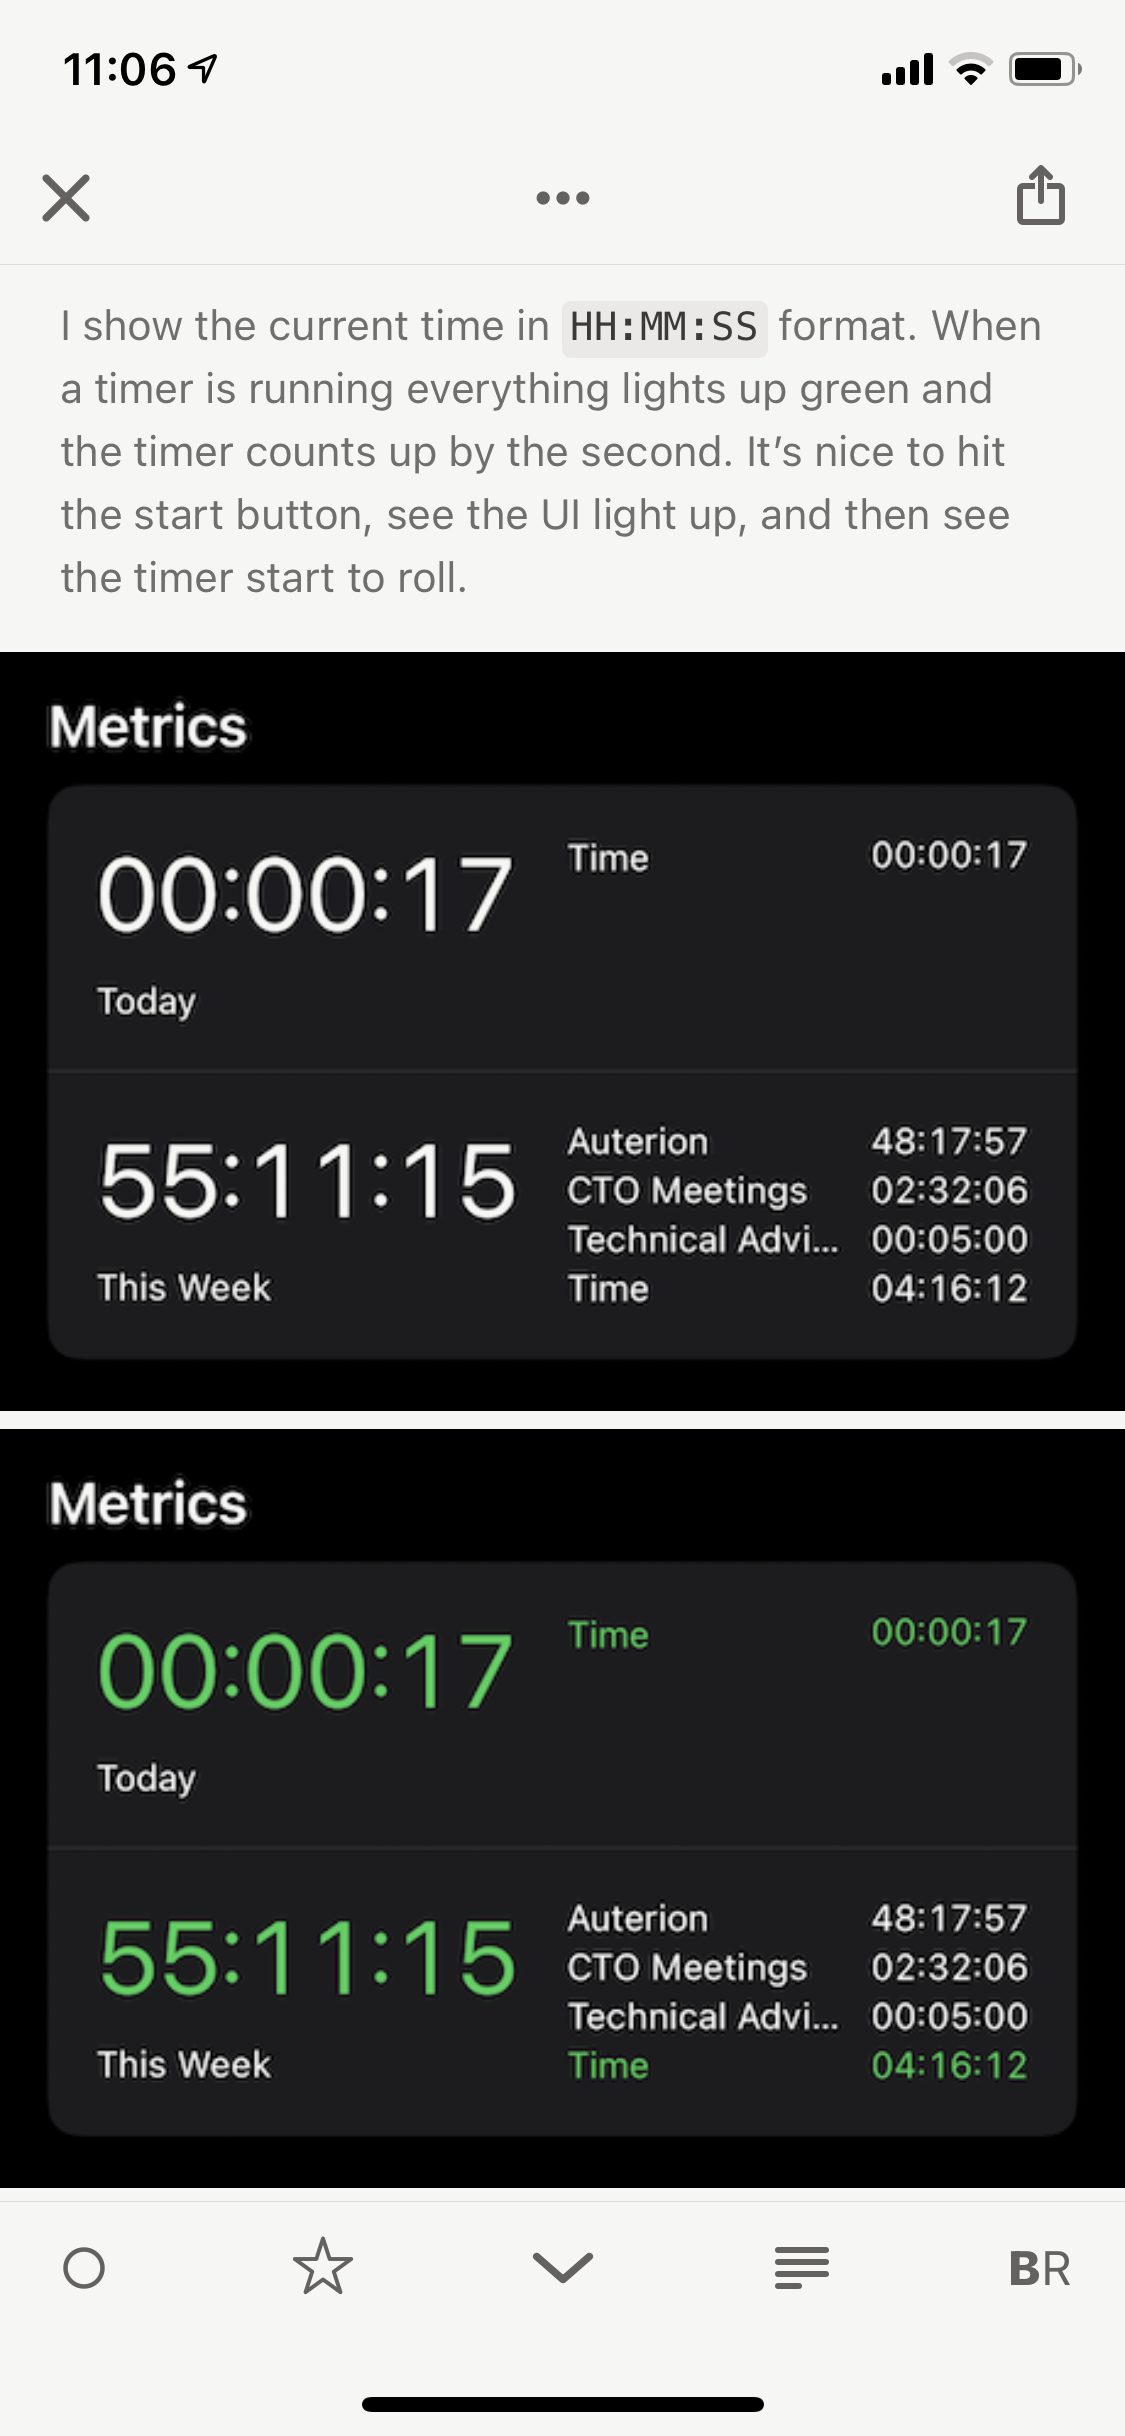 11:06
I show the current time in HH:MM:SS format. When
a timer is running everything lights up green and
the timer counts up by the second. It’s nice to hit
the start button, see the UI light up, and then see
the timer start to roll.
Metrics
00:00:17 Time 00:00:17
Today
55:11:15 Auterion 48:17:57
CTO Meetings 02:32:06
Technical Advi... 00:05:00
This Week Time 04:16:12
Metrics
00:00:17 Time 00:00:17
Today
55:11:15 Auterion 48:17:57
CTO Meetings 02:32:06
Technical Advi... 00:05:00
This Week Time 04:16:12
BR